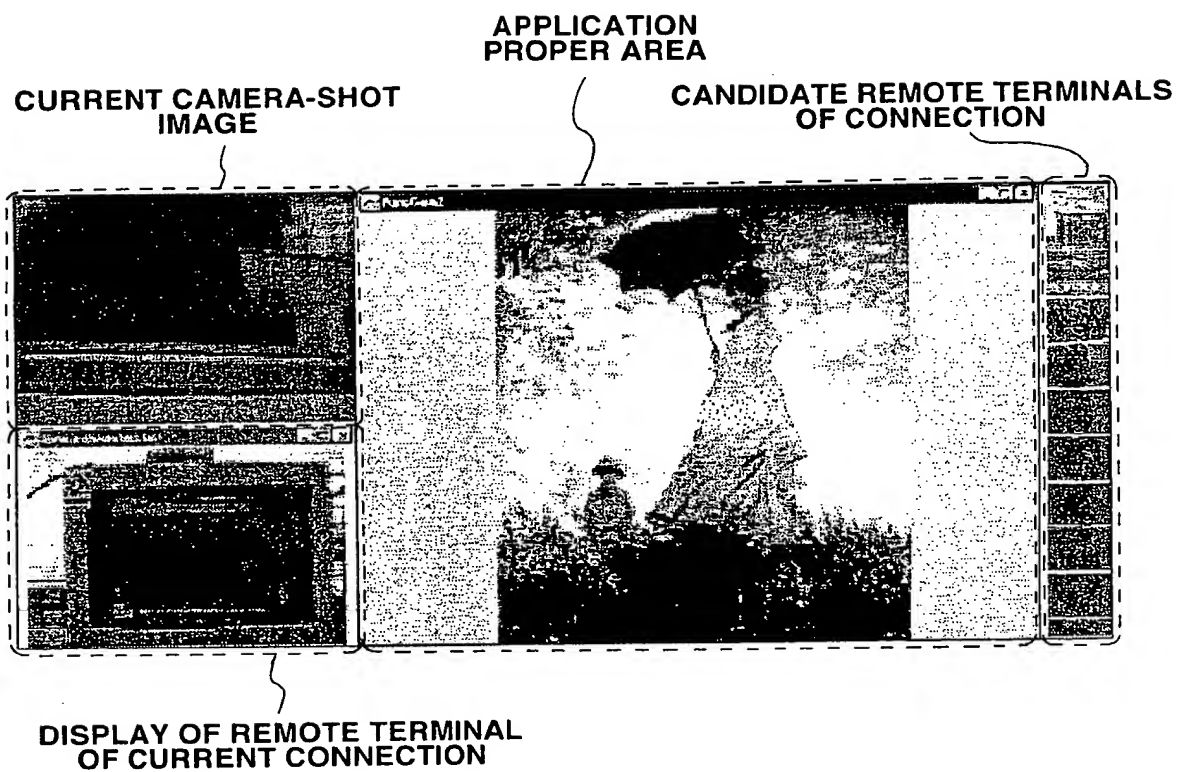 APPLICATION
PROPER AREA
CURRENT CAMERA-SHOT
IMAGE
CANDIDATE REMOTE TERMINALS
OF CONNECTION
DISPLAY OF REMOTE TERMINAL
OF CURRENT CONNECTION